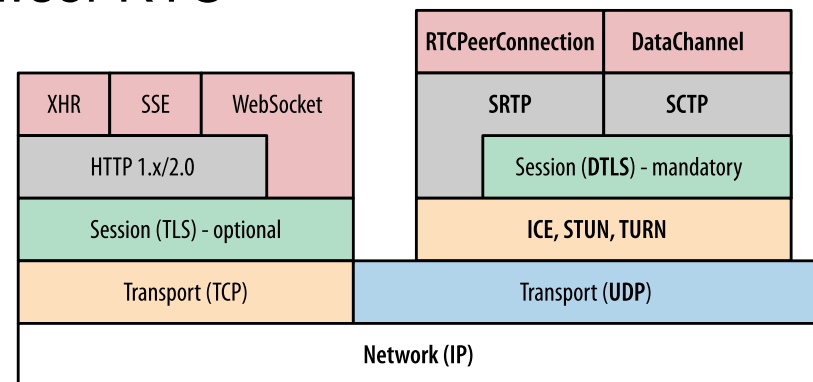 RTCPeerConnection DataChannel
XHR SSE WebSocket SRTP SCTP
HTTP 1.x/2.0 Session (DTLS) - mandatory
Session (TLS) - optional ICE, STUN, TURN
Transport (TCP) Transport (UDP)
Network (IP)